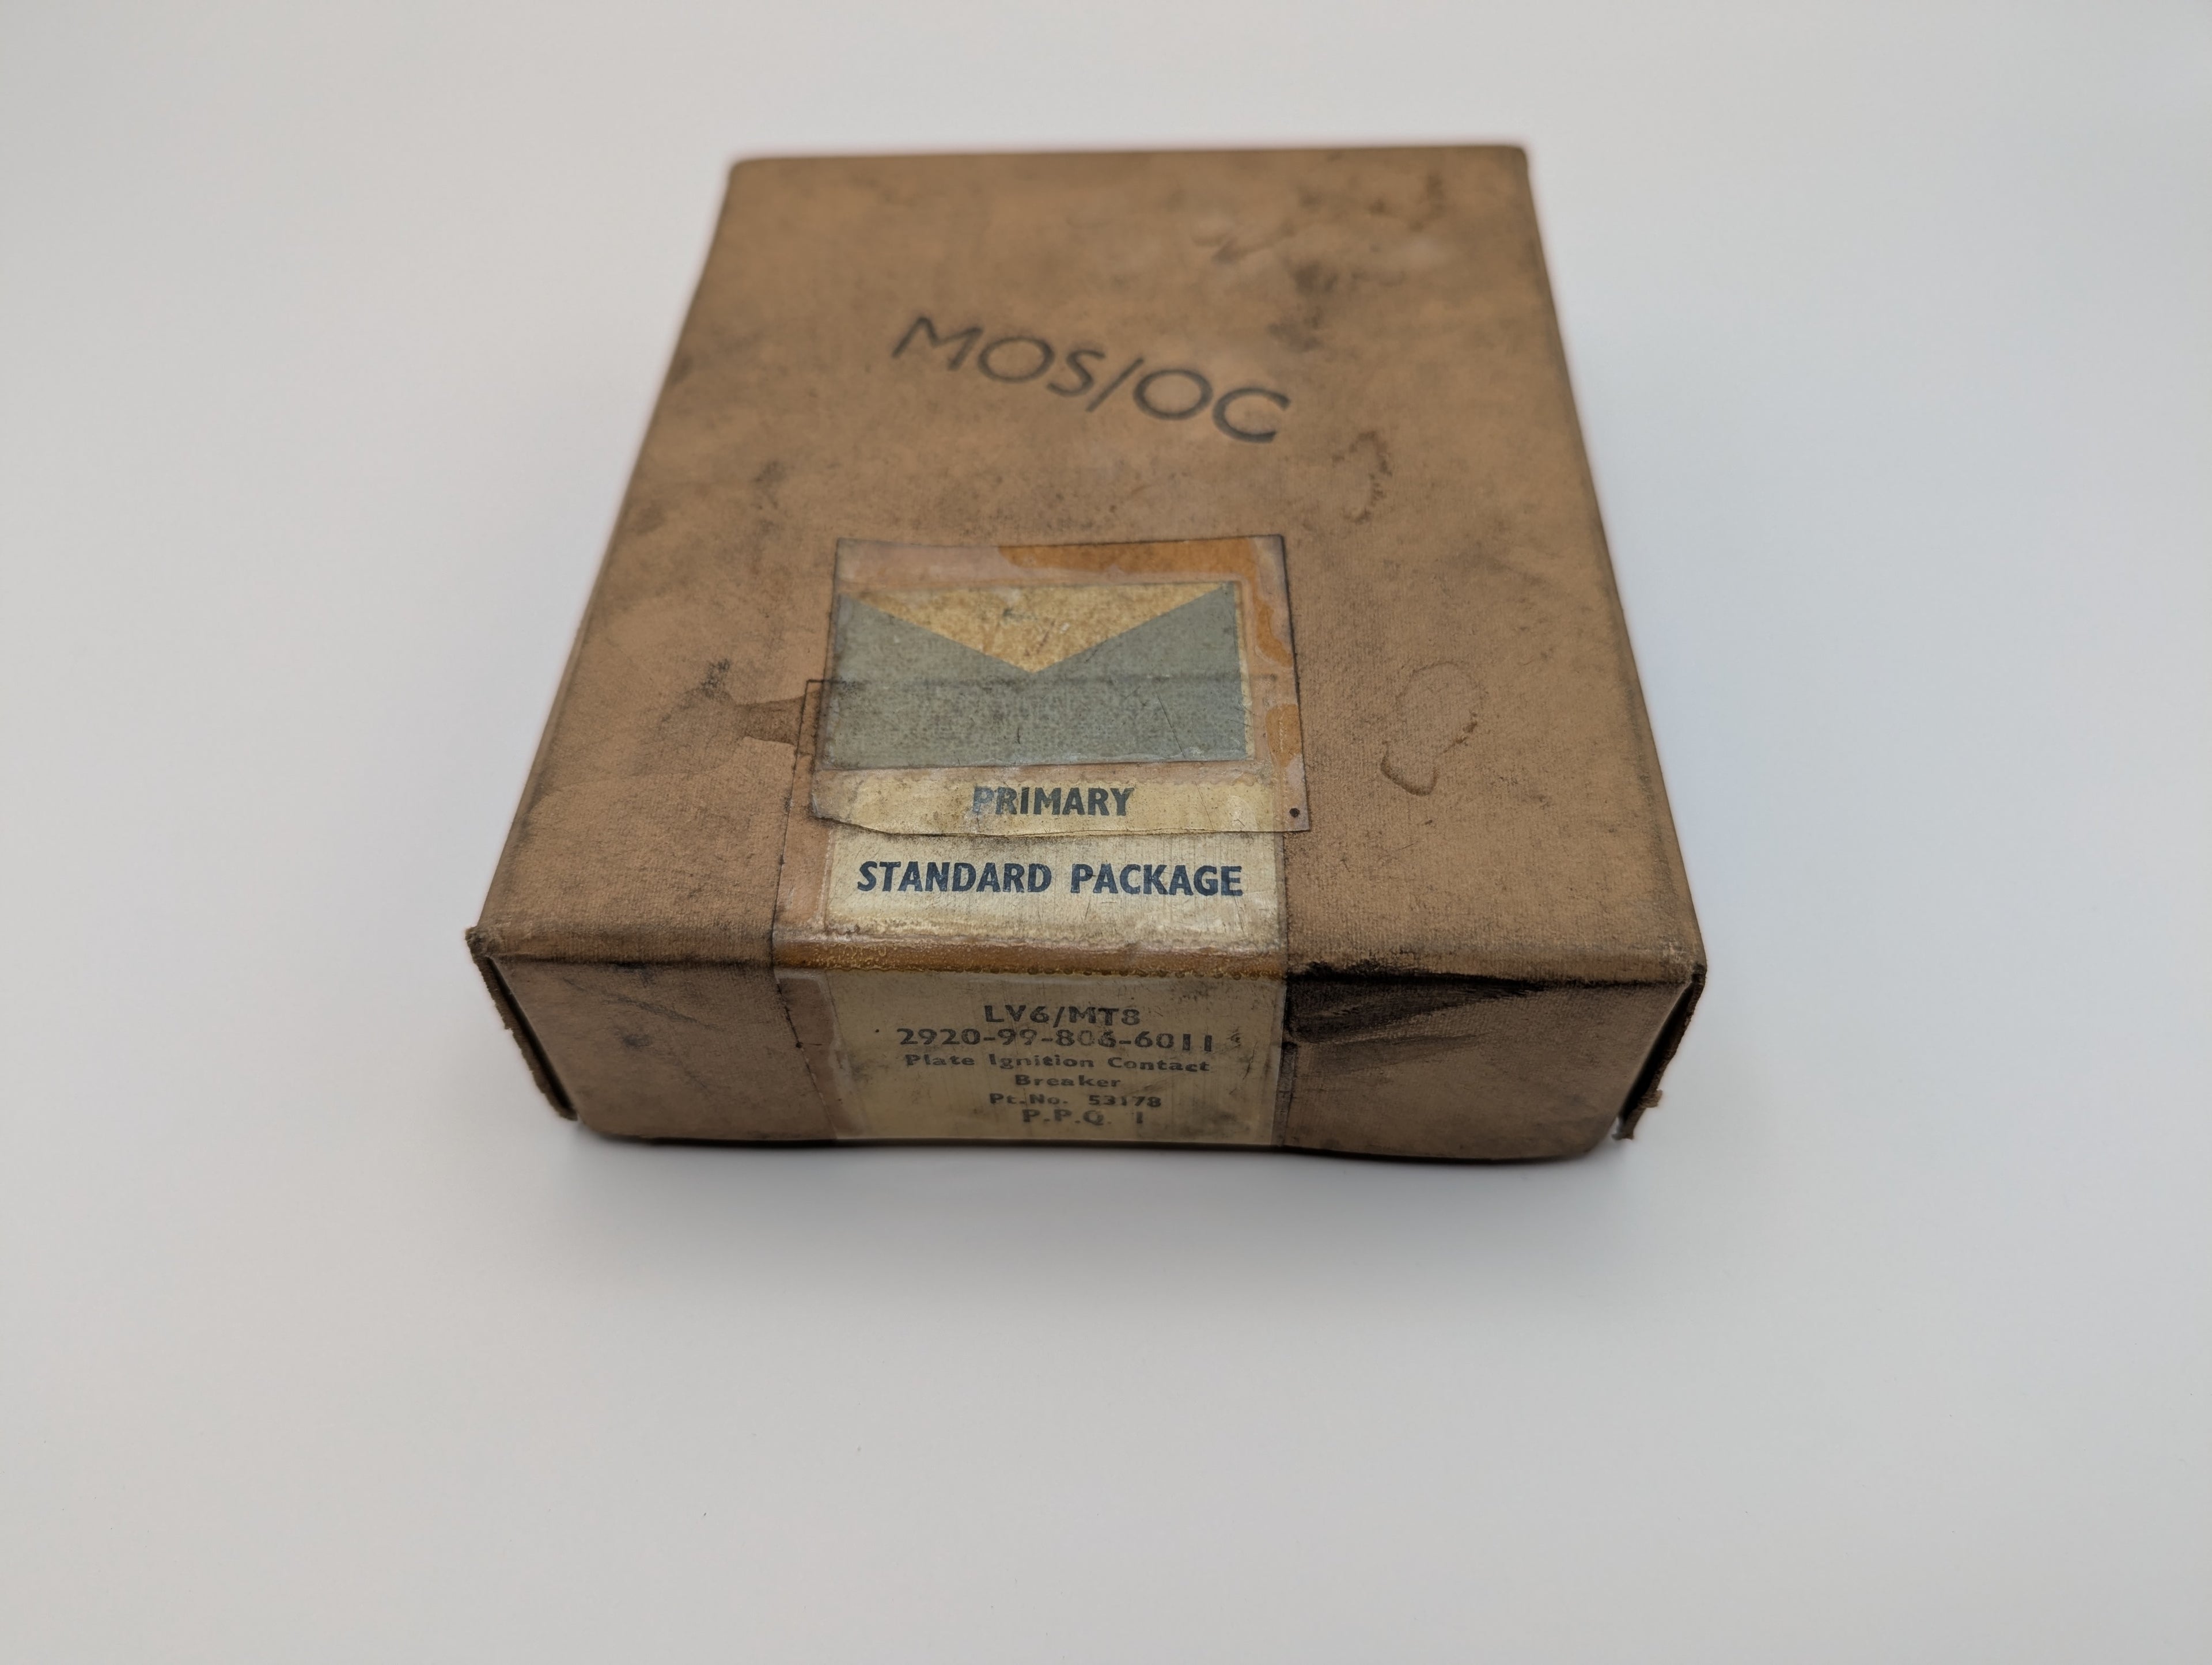 MOS/OC
PRIMARY
STANDARD PACKAGE
LV6/MT8
2920-99-806-6011
Plate Ignition Contact
Breaker
Pt.No. 53178
P.P.Q. 1